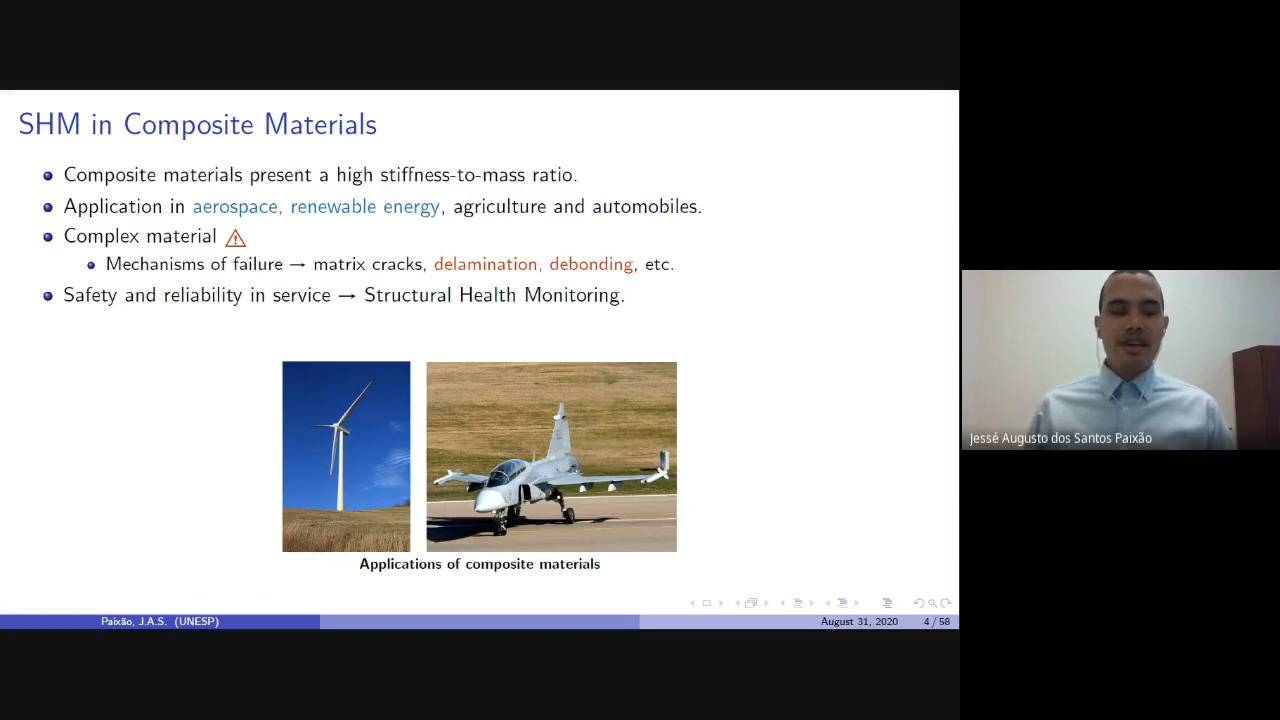 SHM in Composite Materials
Composite materials present a high stiffness-to-mass ratio.
Application in aerospace, renewable energy, agriculture and automobiles.
Complex material
Mechanisms of failure → matrix cracks, delamination, debonding, etc.
Safety and reliability in service → Structural Health Monitoring.
Applications of composite materials
Paixão, J.A.S. (UNESP)
August 31, 2020
4 / 58
Jessé Augusto dos Santos Paixão